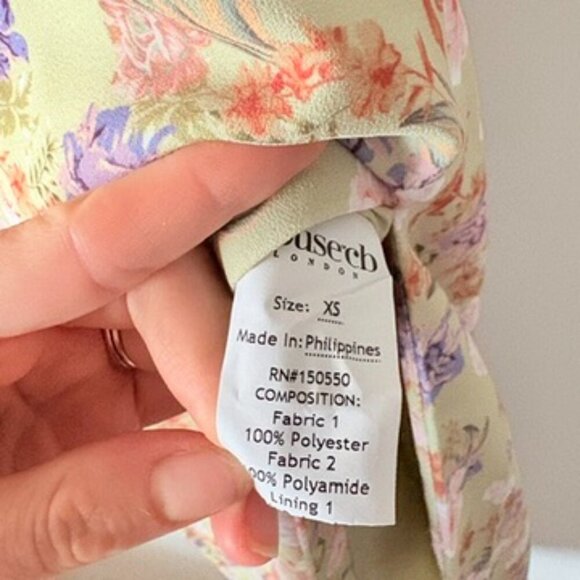 LONDON
Size: XS
Made In: Philippines
RN#150550
COMPOSITION:
Fabric 1
100% Polyester
Fabric 2
00% Polyamide
Lining 1